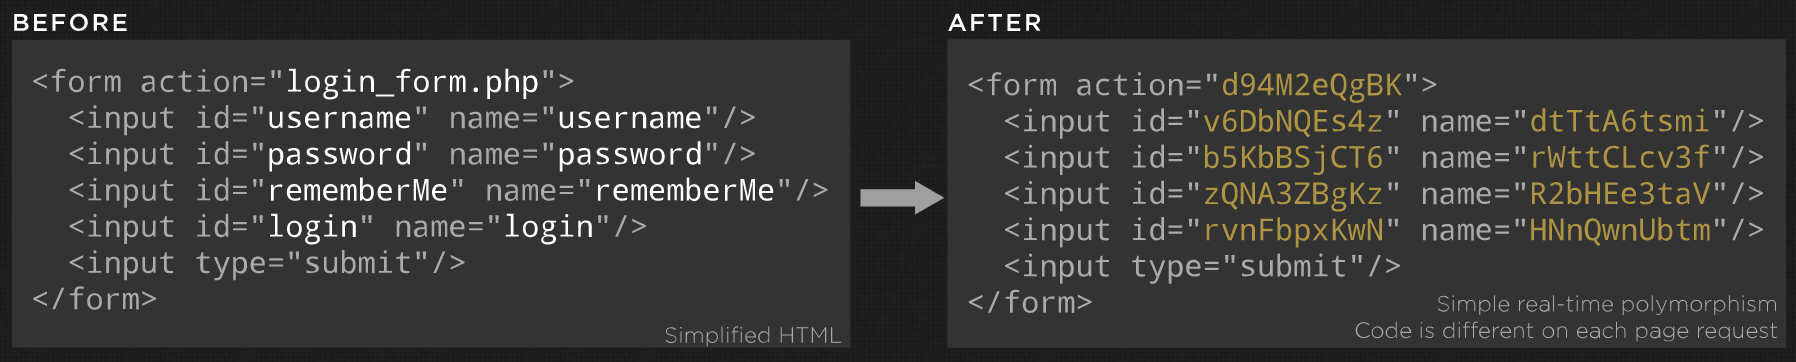 BEFORE
<form action="login_form.php">
<input id="username" name="username"/>
<input id="password" name="password"/>
<input id="rememberMe" name="rememberMe"/>
<input id="login" name="login"/>
<input type="submit"/>
</form>
Simplified HTML
AFTER
<form action="d94M2eQgBK">
<input id="v6DbNQEs4z" name="dtTtA6tsmi"/>
<input id="b5KbBSjCT6" name="rWttCLcv3f"/>
<input id="zQNA3ZBgKz" name="R2bHEe3taV"/>
<input id="rvnFbpxKwN" name="HNnQwnUbtm"/>
<input type="submit"/>
</form>
Simple real-time polymorphism
Code is different on each page request